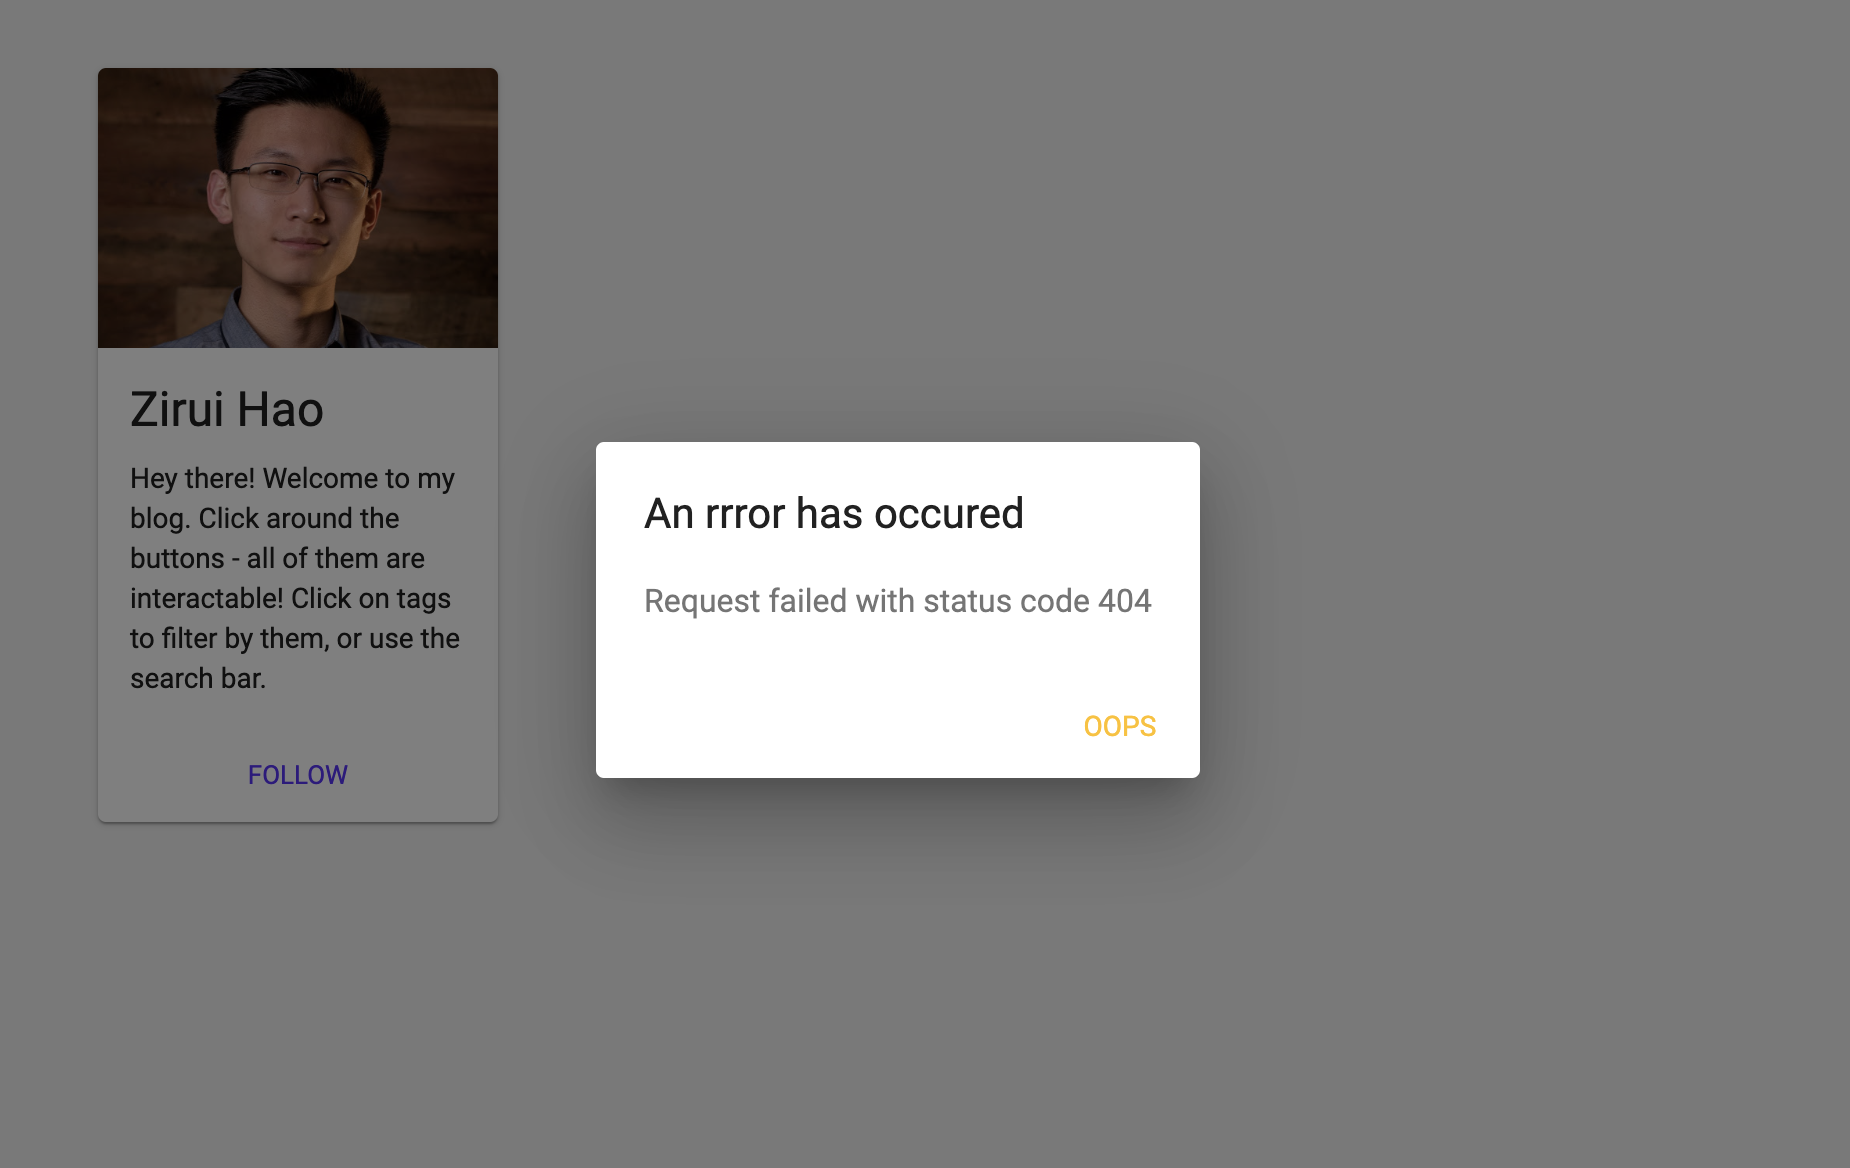 Zirui Hao
Hey there! Welcome to my
blog. Click around the
buttons - all of them are
interactable! Click on tags
to filter by them, or use the
search bar.
FOLLOW
An rrror has occured
Request failed with status code 404
OOPS